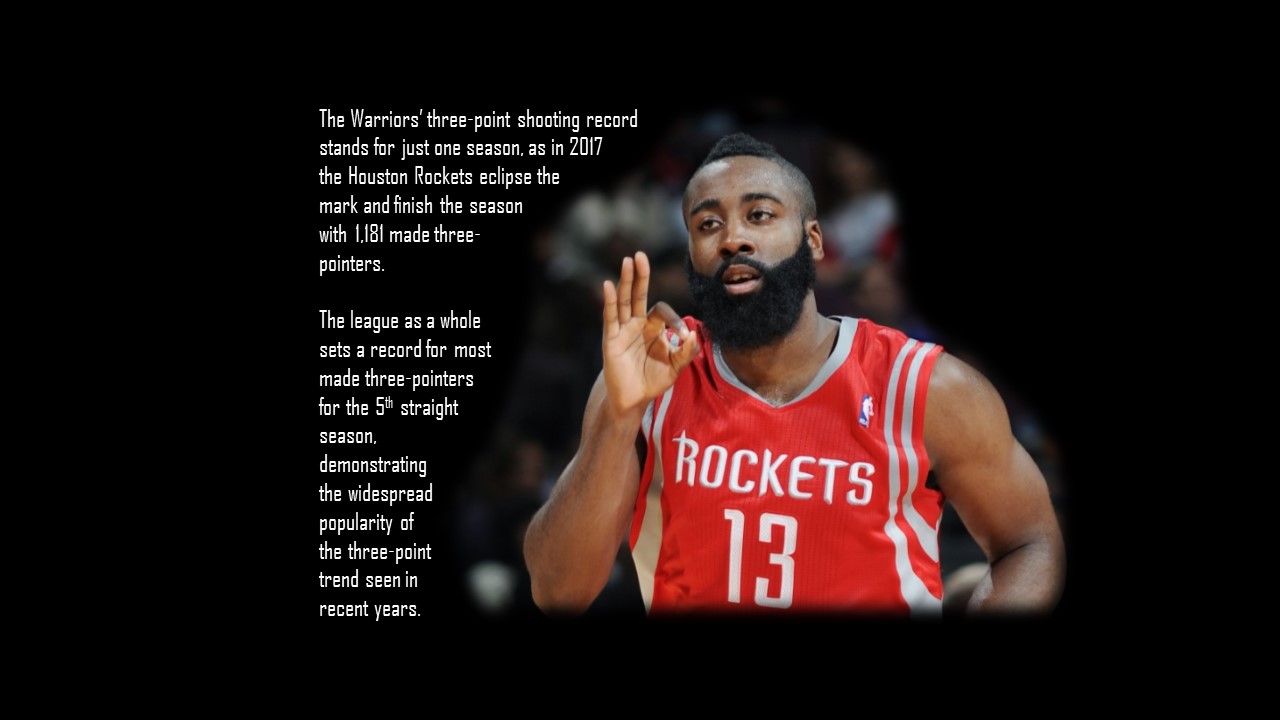 The Warriors' three-point shooting record
stands for just one season, as in 2017
the Houston Rockets eclipse the
mark and finish the season
with 1,181 made three-
pointers.
The league as a whole
sets a record for most
made three-pointers
for the 5th straight
season,
demonstrating
the widespread
popularity of
the three-point
trend seen in
recent years.
ROCKETS
13